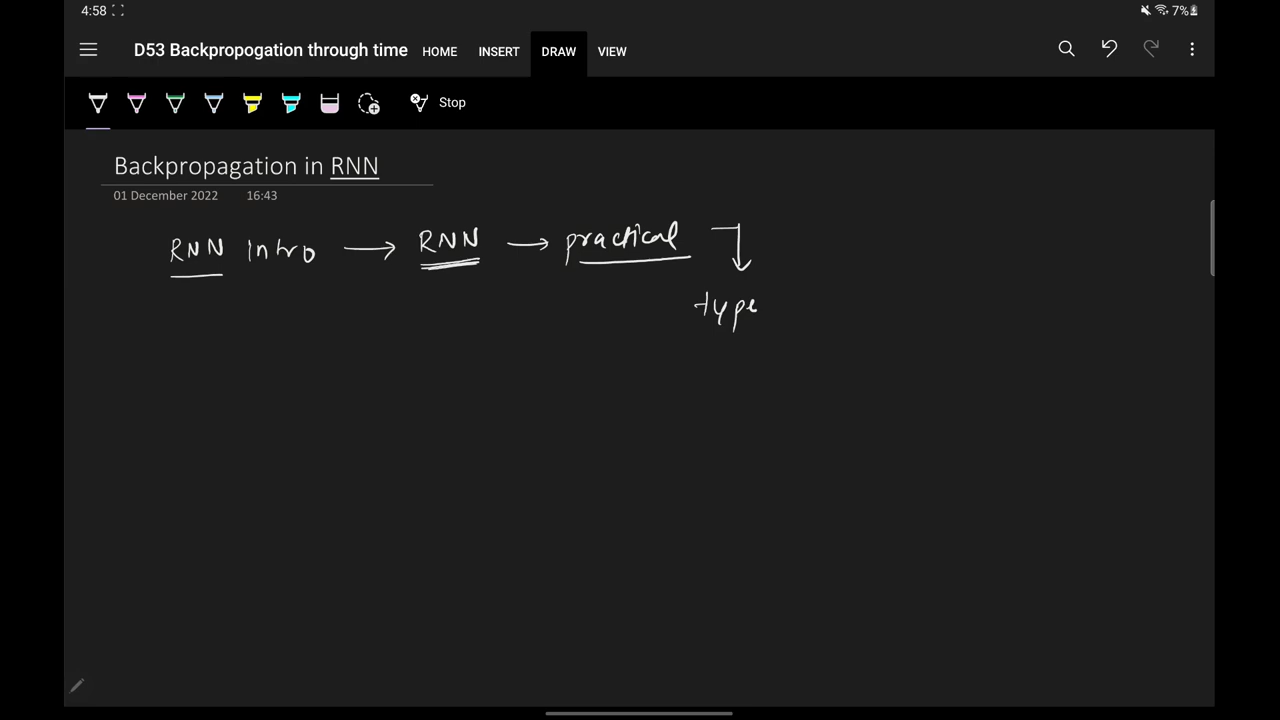 4:58 7%
D53 Backpropogation through time HOME INSERT DRAW VIEW
Stop
Backpropagation in RNN
01 December 2022 16:43
RNN Intro → RNN → practical
type